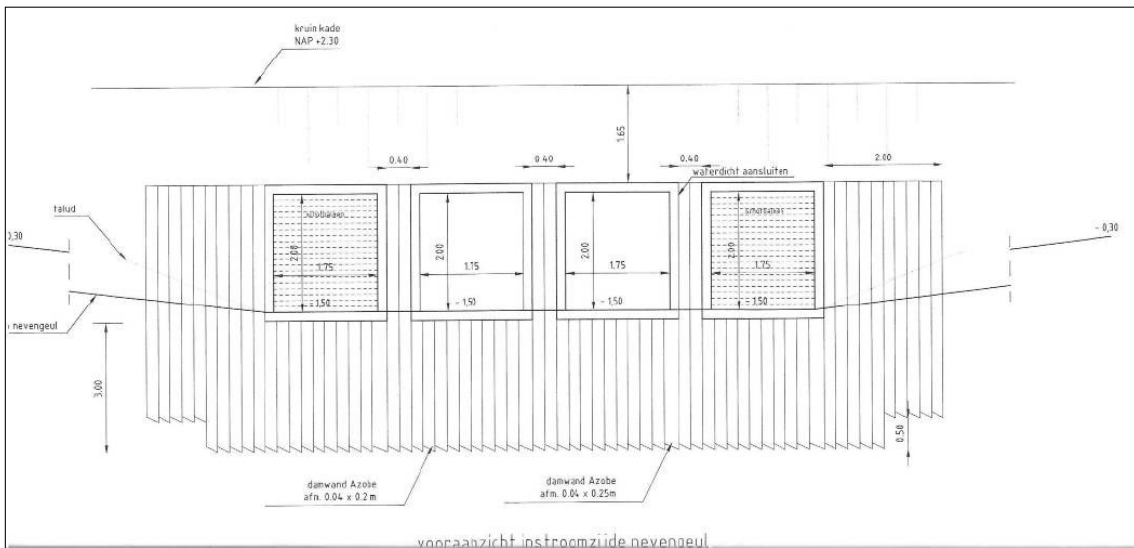 kruin kade
NAP +2.30
1.65
0.40
0.40
0.40
2.00
waterdicht aansluiten
talud
schotbalken
schotbalken
- 0,30
0,30
2.00
2.00
2.00
2.00
1.75
1.75
1.75
1.75
- 1,50
- 1,50
- 1,50
- 1,50
nevengeul
3.00
0.50
damwand Azobe
afm. 0.04 x 0.2 m
damwand Azobe
afm. 0.04 x 0.25m
vooraanzicht instroomzijde nevengeul